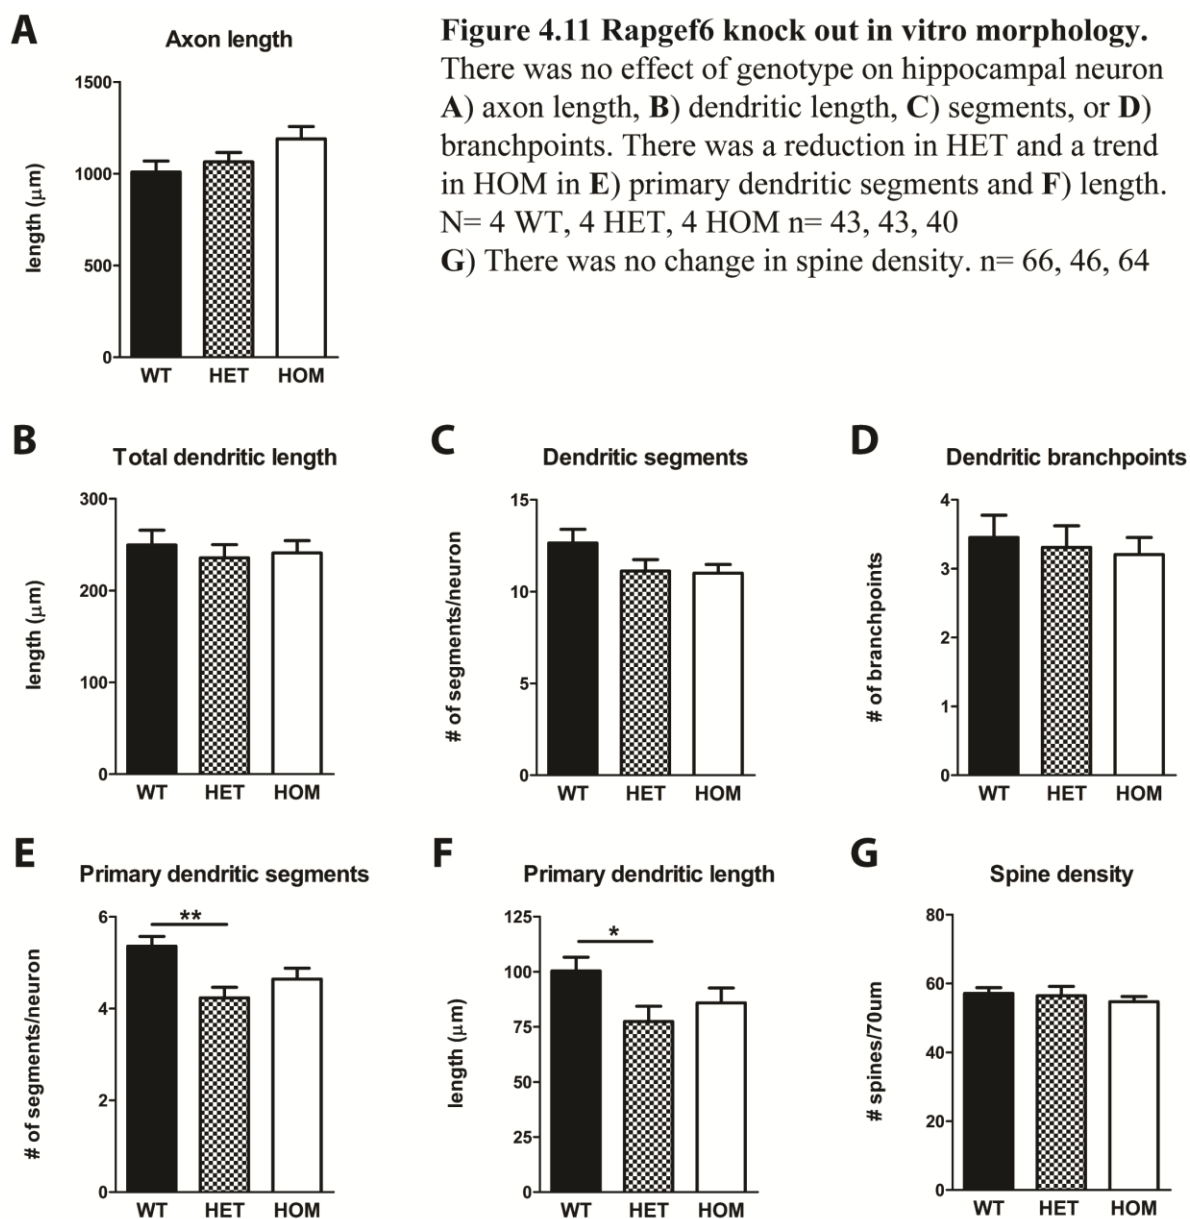 A
Axon length
Figure 4.11 Rapgef6 knock out in vitro morphology.
There was no effect of genotype on hippocampal neuron
A) axon length, B) dendritic length, C) segments, or D)
branchpoints. There was a reduction in HET and a trend
in HOM in E) primary dendritic segments and F) length.
N= 4 WT, 4 HET, 4 HOM n= 43, 43, 40
G) There was no change in spine density. n= 66, 46, 64
length (µm)
1500
1000
500
0
WT HET HOM
B
Total dendritic length
length (µm)
300
200
100
0
WT HET HOM
C
Dendritic segments
# of segments/neuron
15
10
5
0
WT HET HOM
D
Dendritic branchpoints
# of branchpoints
4
3
2
1
0
WT HET HOM
E
Primary dendritic segments
# of segments/neuron
6
4
2
0
**
WT HET HOM
F
Primary dendritic length
length (µm)
125
100
75
50
25
0
*
WT HET HOM
G
Spine density
# spines/70um
80
60
40
20
0
WT HET HOM